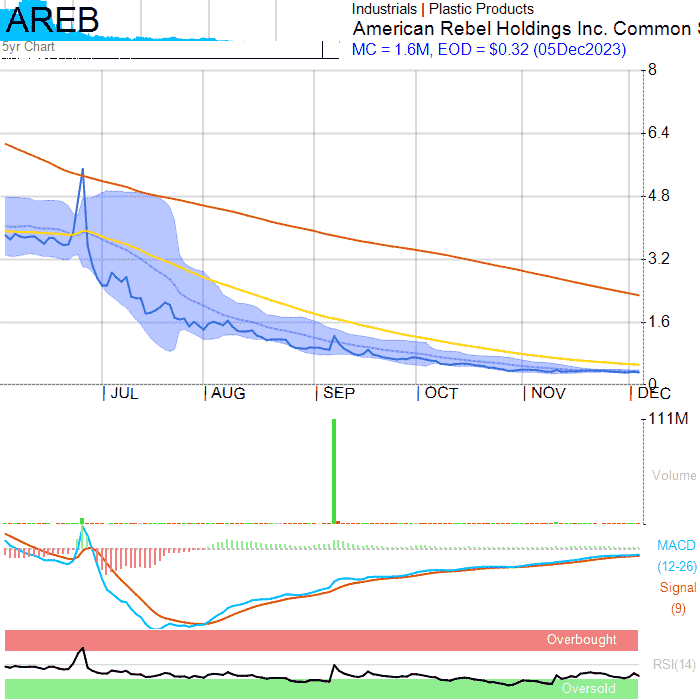 AREB
5yr Chart
Industrials | Plastic Products
American Rebel Holdings Inc. Common S
MC = 1.6M, EOD = $0.32 (05Dec2023)
8
6.4
4.8
3.2
1.6
0
JUL AUG SEP OCT NOV DEC
111M
Volume
MACD
(12-26)
Signal
(9)
Overbought
RSI(14)
Oversold